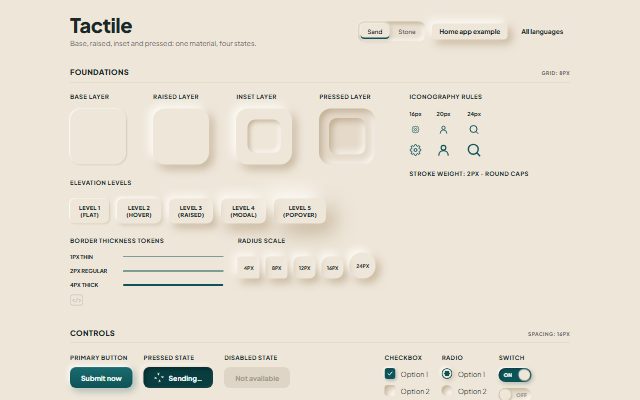 Tactile
Base, raised, inset and pressed: one material, four states.
Sand
Stone
Home app example
All languages
FOUNDATIONS
GRID: 8PX
BASE LAYER
RAISED LAYER
INSET LAYER
PRESSED LAYER
ICONOGRAPHY RULES
16px
20px
24px
STROKE WEIGHT: 2PX - ROUND CAPS
ELEVATION LEVELS
LEVEL 1
(FLAT)
LEVEL 2
(HOVER)
LEVEL 3
(RAISED)
LEVEL 4
(MODAL)
LEVEL 5
(POPOVER)
BORDER THICKNESS TOKENS
RADIUS SCALE
1PX THIN
2PX REGULAR
4PX THICK
4PX
8PX
12PX
16PX
24PX
</>
CONTROLS
SPACING: 16PX
PRIMARY BUTTON
PRESSED STATE
DISABLED STATE
CHECKBOX
RADIO
SWITCH
Submit now
Sending...
Not available
Option 1
Option 1
ON
Option 2
Option 2
OFF